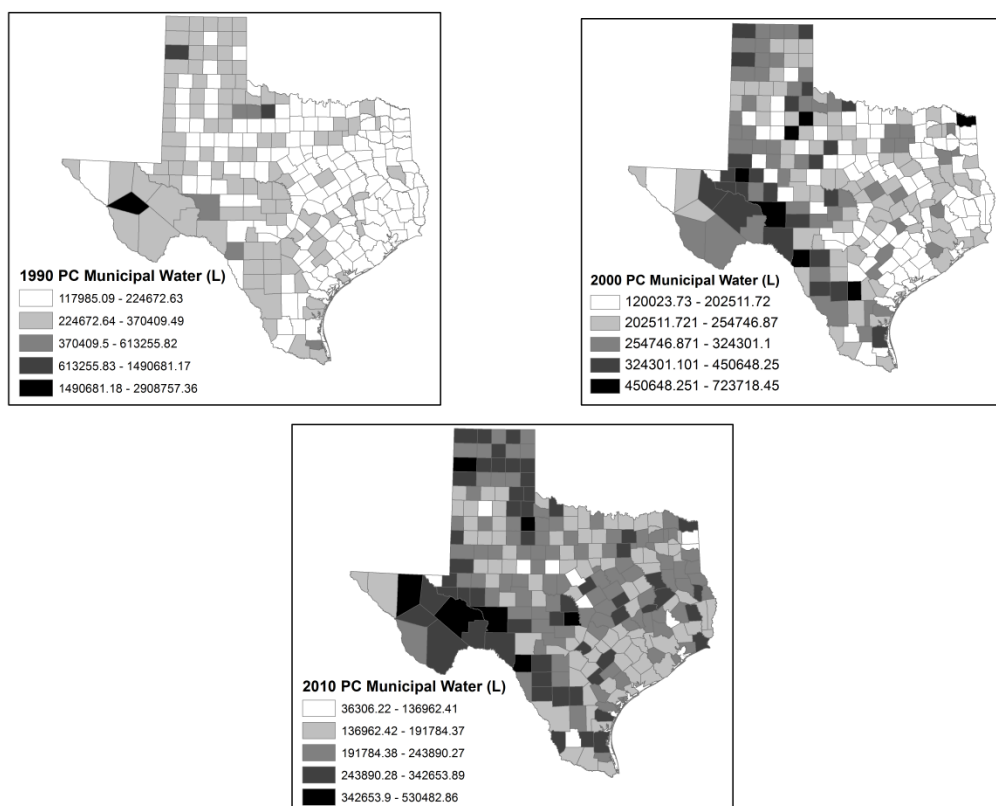 1990 PC Municipal Water (L)
117985.09 - 224672.63
224672.64 - 370409.49
370409.5 - 613255.82
613255.83 - 1490681.17
1490681.18 - 2908757.36
2000 PC Municipal Water (L)
120023.73 - 202511.72
202511.721 - 254746.87
254746.871 - 324301.1
324301.101 - 450648.25
450648.251 - 723718.45
2010 PC Municipal Water (L)
36306.22 - 136962.41
136962.42 - 191784.37
191784.38 - 243890.27
243890.28 - 342653.89
342653.9 - 530482.86